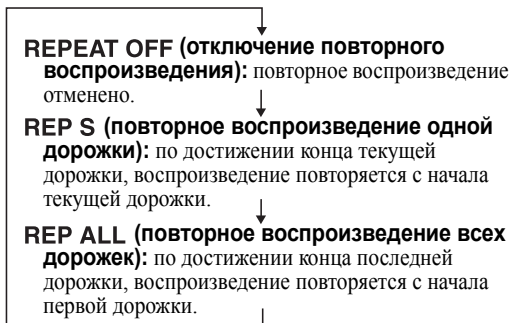 REPEAT OFF (отключение повторного
воспроизведения): повторное воспроизведение
отменено.
REP S (повторное воспроизведение одной
дорожки): по достижении конца текущей
дорожки, воспроизведение повторяется с начала
текущей дорожки.
REP ALL (повторное воспроизведение всех
дорожек): по достижении конца последней
дорожки, воспроизведение повторяется с начала
первой дорожки.